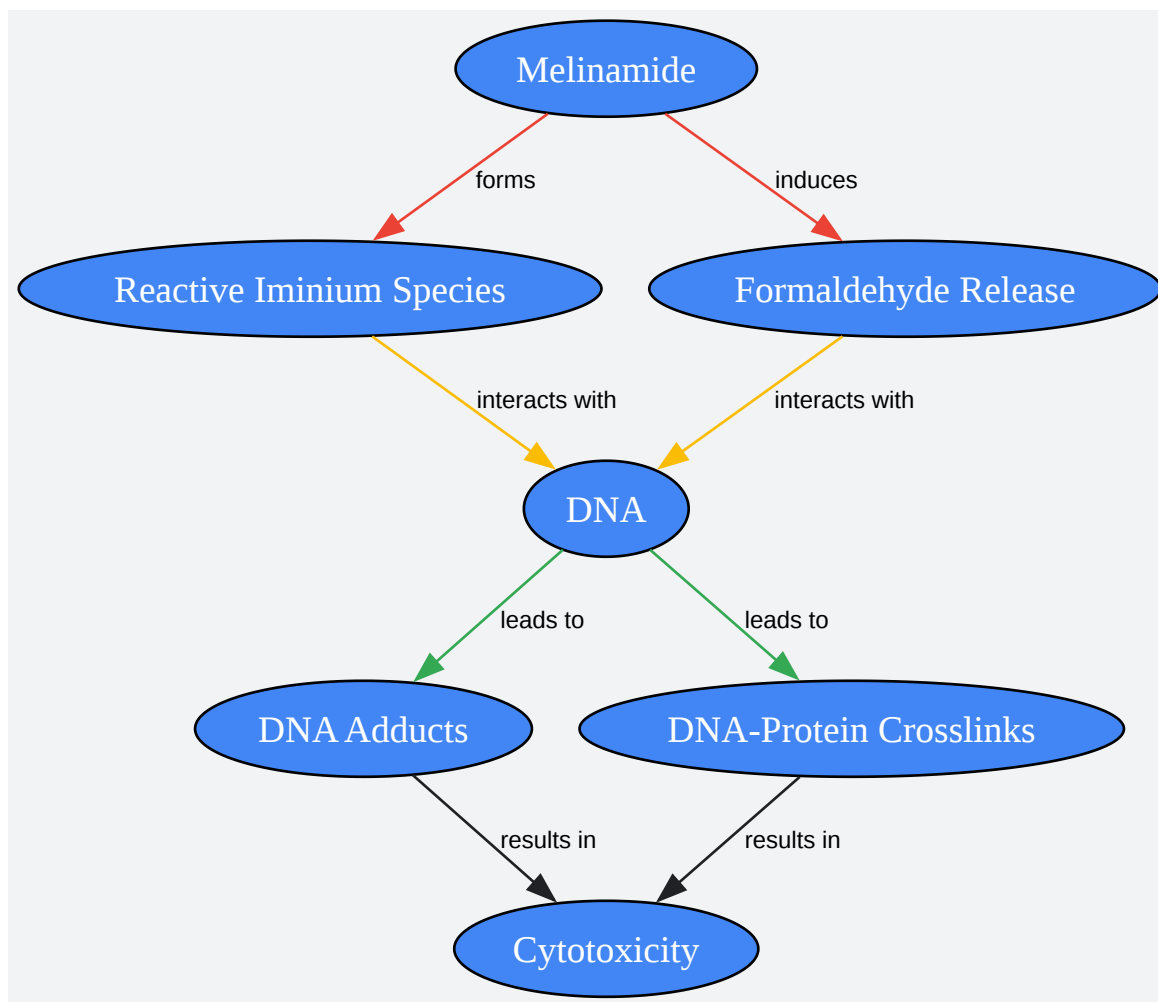 Melinamide
forms
induces
Reactive Iminium Species
Formaldehyde Release
interacts with
interacts with
DNA
leads to
leads to
DNA Adducts
DNA-Protein Crosslinks
results in
results in
Cytotoxicity